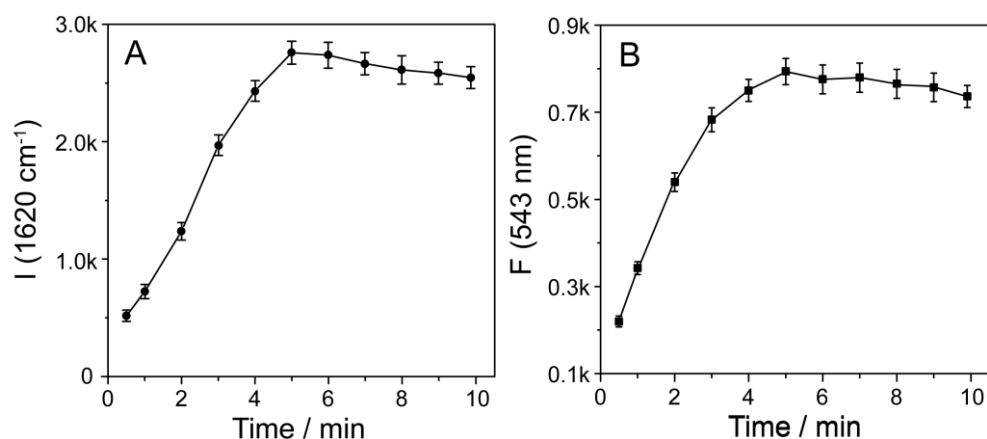 A
I (1620 cm⁻¹)
3.0k
2.0k
1.0k
0
0 2 4 6 8 10
Time / min
B
F (543 nm)
0.9k
0.7k
0.5k
0.3k
0.1k
0 2 4 6 8 10
Time / min